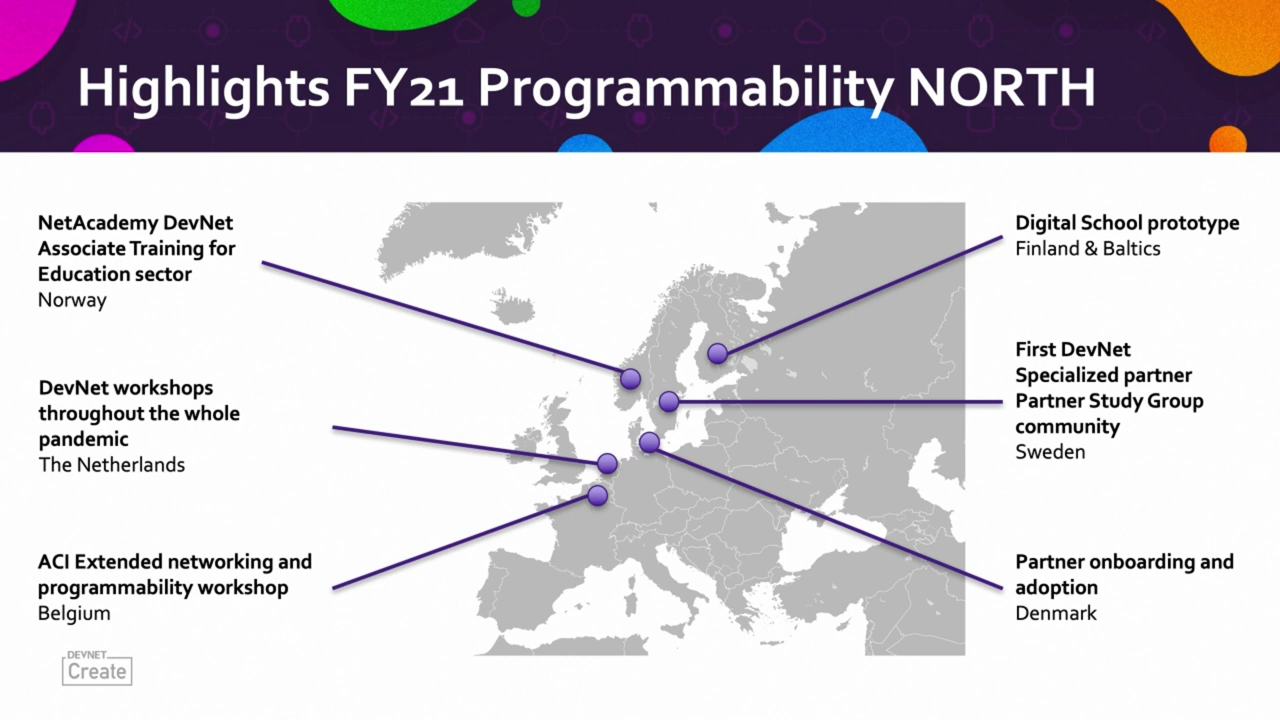 Highlights FY21 Programmability NORTH
NetAcademy DevNet
Associate Training for
Education sector
Norway
DevNet workshops
throughout the whole
pandemic
The Netherlands
ACI Extended networking and
programmability workshop
Belgium
Digital School prototype
Finland & Baltics
First DevNet
Specialized partner
Partner Study Group
community
Sweden
Partner onboarding and
adoption
Denmark
DEVNET
Create